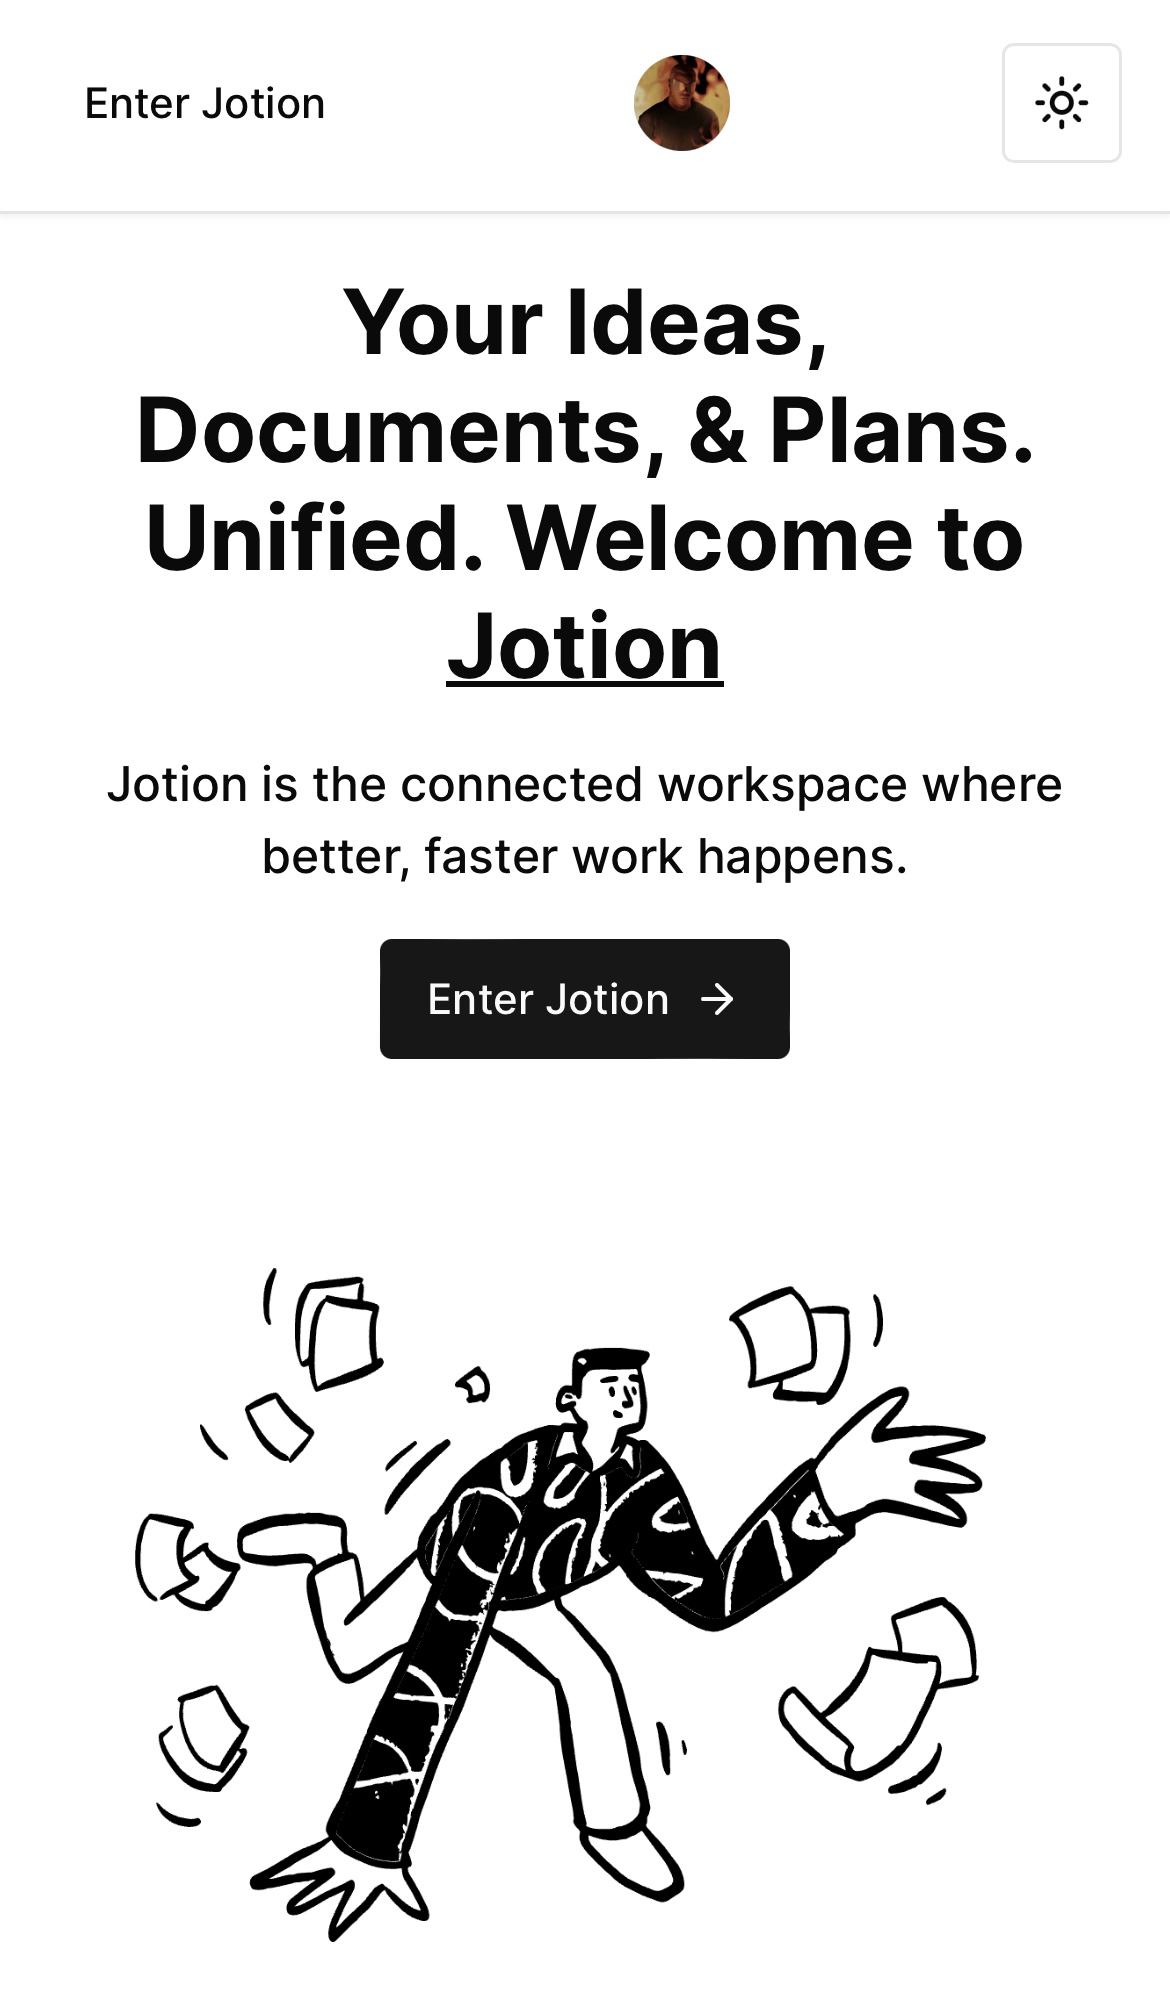 Enter Jotion
Your Ideas,
Documents, & Plans.
Unified. Welcome to
Jotion
Jotion is the connected workspace where
better, faster work happens.
Enter Jotion